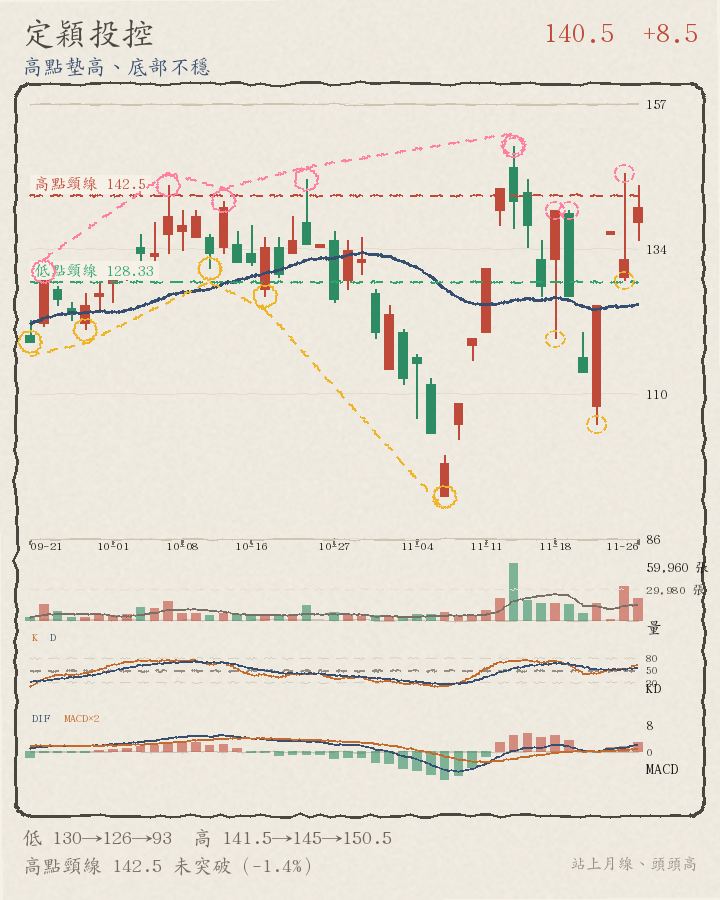 定穎投控
140.5 +8.5
高點墊高、底部不穩
157
高點頸線 142.5
134
低點頸線 128.33
110
86
09-21 10-01 10-08 10-16 10-27 11-04 11-11 11-18 11-26
59,960 張
29,980 張
量
K D
80
50
20
KD
DIF MACD×2
8
0
MACD
低 130→126→93 高 141.5→145→150.5
高點頸線 142.5 未突破 (-1.4%)
站上月線、頭頭高